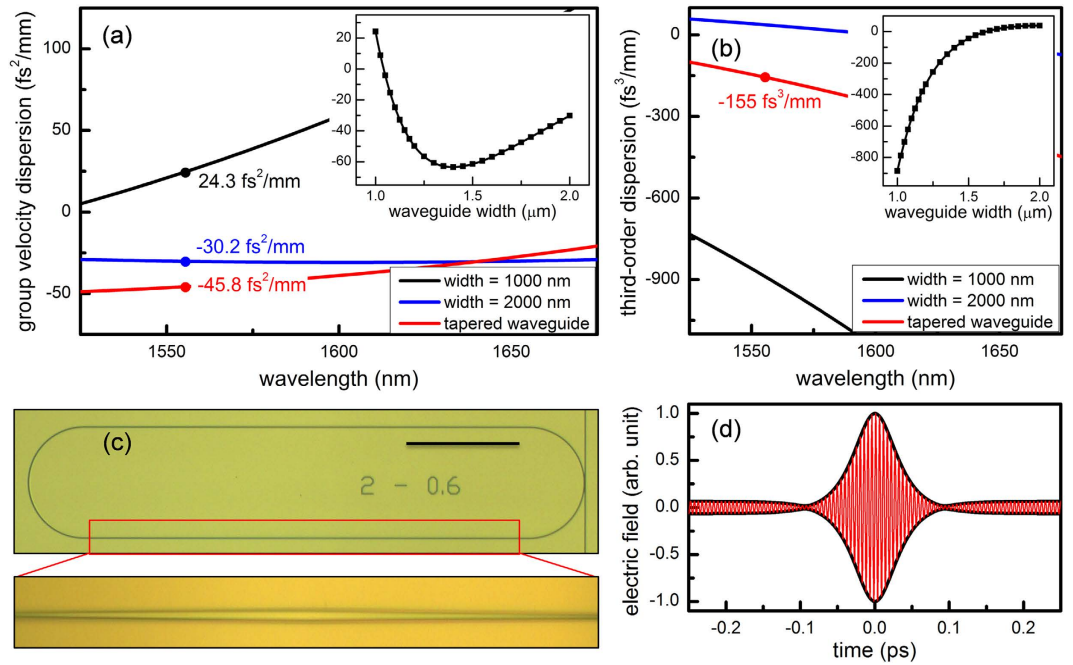 (a)
group velocity dispersion (fs²/mm)
100
50
0
-50
24.3 fs²/mm
-30.2 fs²/mm
-45.8 fs²/mm
20
0
-20
-40
-60
1.0 1.5 2.0
waveguide width (μm)
width = 1000 nm
width = 2000 nm
tapered waveguide
1550 1600 1650
wavelength (nm)
(b)
third-order dispersion (fs³/mm)
0
-300
-600
-900
-155 fs³/mm
0
-200
-400
-600
-800
1.0 1.5 2.0
waveguide width (μm)
width = 1000 nm
width = 2000 nm
tapered waveguide
1550 1600 1650
wavelength (nm)
(c)
2 - 0.6
(d)
electric field (arb. unit)
1.0
0.5
0.0
-0.5
-1.0
-0.2 -0.1 0.0 0.1 0.2
time (ps)